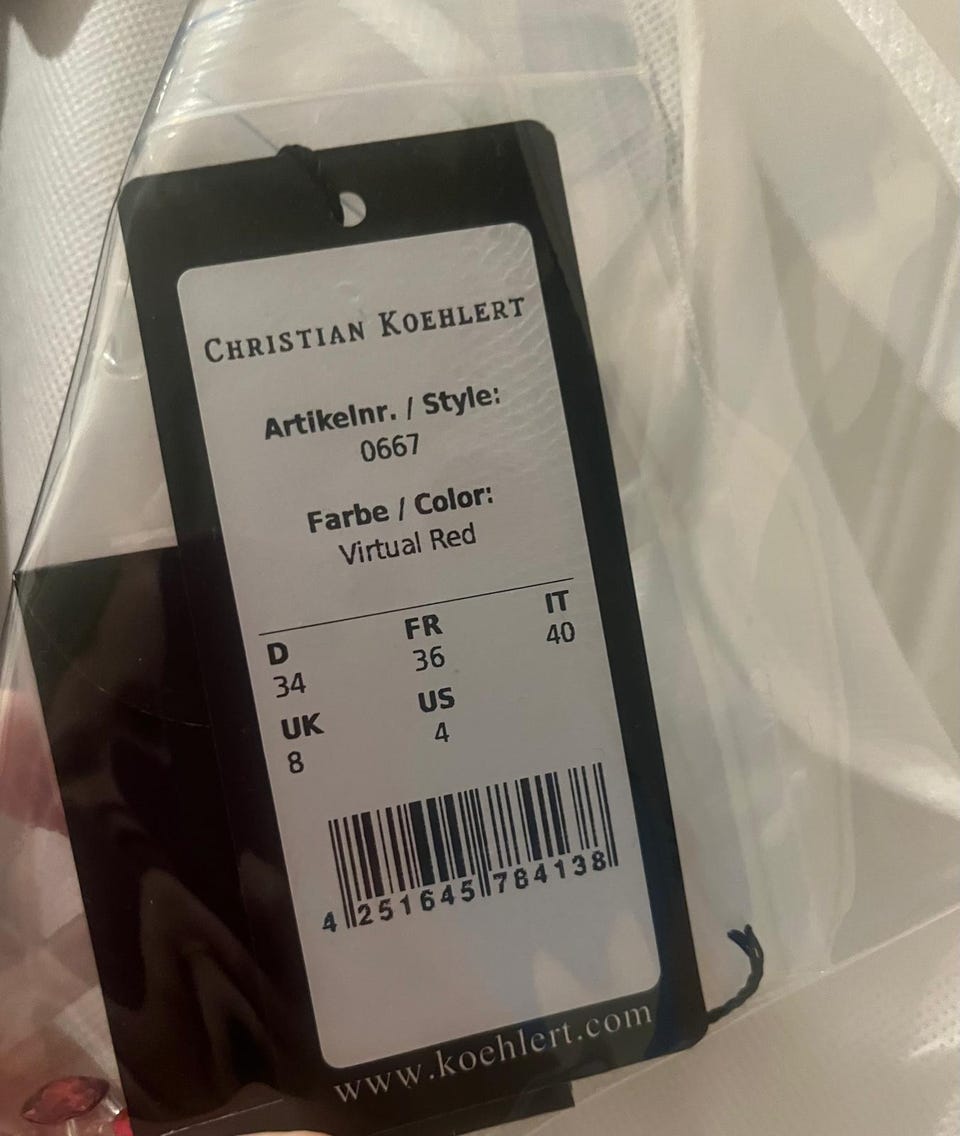 CHRISTIAN KOEHLERT
Artikelnr. / Style:
0667
Farbe / Color:
Virtual Red
D FR IT
34 36 40
UK US
8 4
4 251645 784138
www.koehlert.com